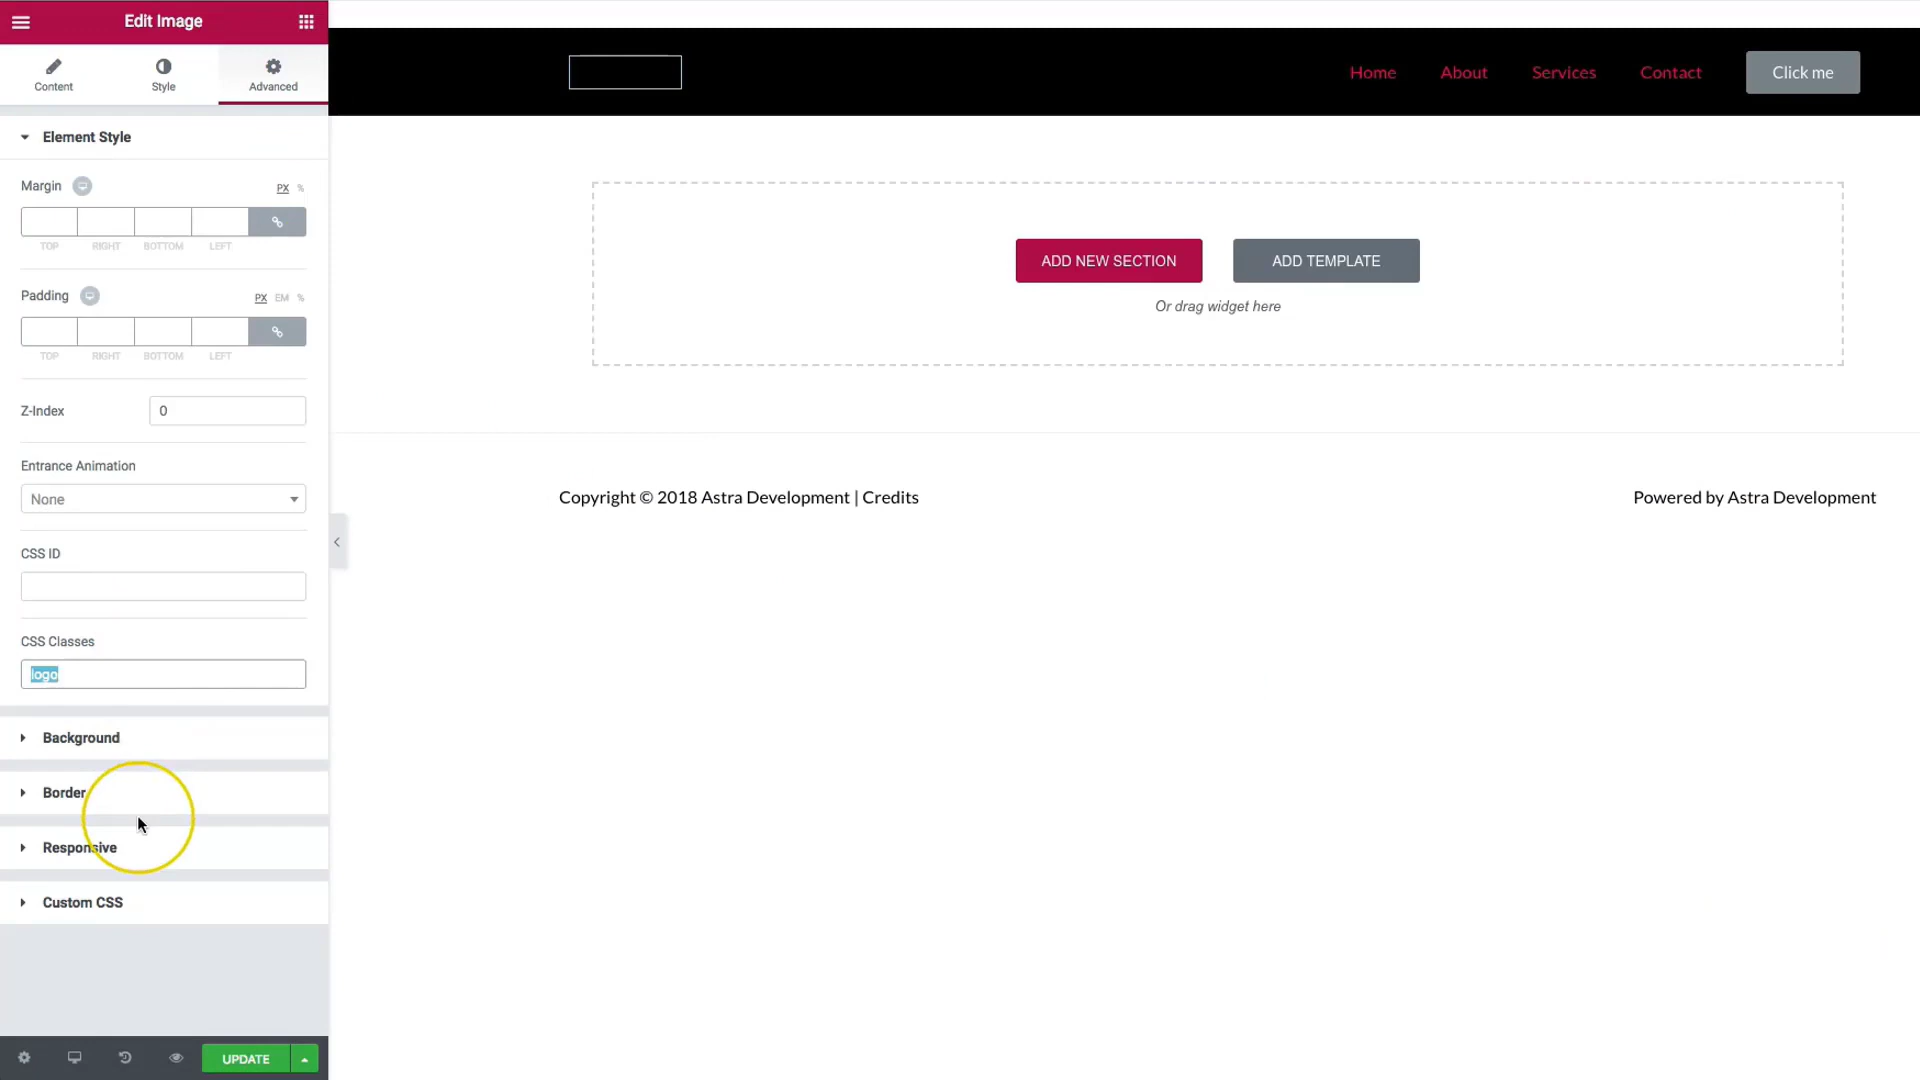 Edit Image
Content
Style
Advanced
Element Style
Margin
PX %
TOP RIGHT BOTTOM LEFT
Padding
PX EM %
TOP RIGHT BOTTOM LEFT
Z-Index
0
Entrance Animation
None
CSS ID
CSS Classes
logo
Background
Border
Responsive
Custom CSS
UPDATE
Home
About
Services
Contact
Click me
ADD NEW SECTION
ADD TEMPLATE
Or drag widget here
Copyright © 2018 Astra Development | Credits
Powered by Astra Development